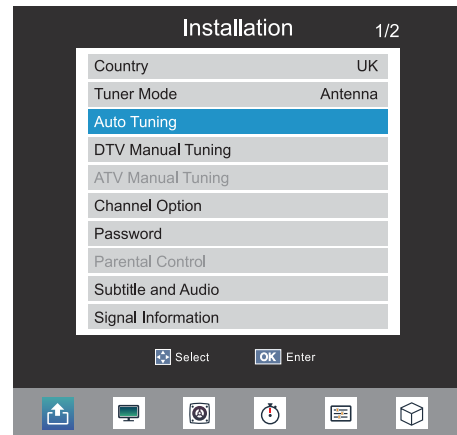 Installation 1/2
Country UK
Tuner Mode Antenna
Auto Tuning
DTV Manual Tuning
ATV Manual Tuning
Channel Option
Password
Parental Control
Subtitle and Audio
Signal Information
Select OK Enter